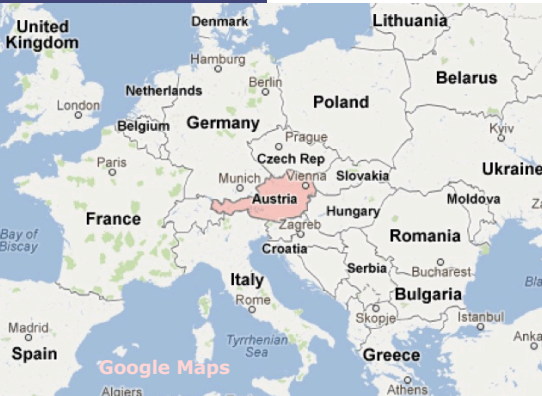 United
Kingdom
Denmark
Lithuania
Hamburg
Berlin
Belarus
Netherlands
London
Poland
Belgium
Germany
Kyiv
Prague
Czech Rep
Ukraine
Paris
Munich
Vienna
Slovakia
Austria
Hungary
Moldova
France
Zagreb
Romania
Bay of
Biscay
Croatia
Serbia
Bucharest
Italy
Rome
Bulgaria
Skopje
Istanbul
Madrid
Tyrrhenian
Sea
Anka
Spain
Google Maps
Greece
Algiers
Athens